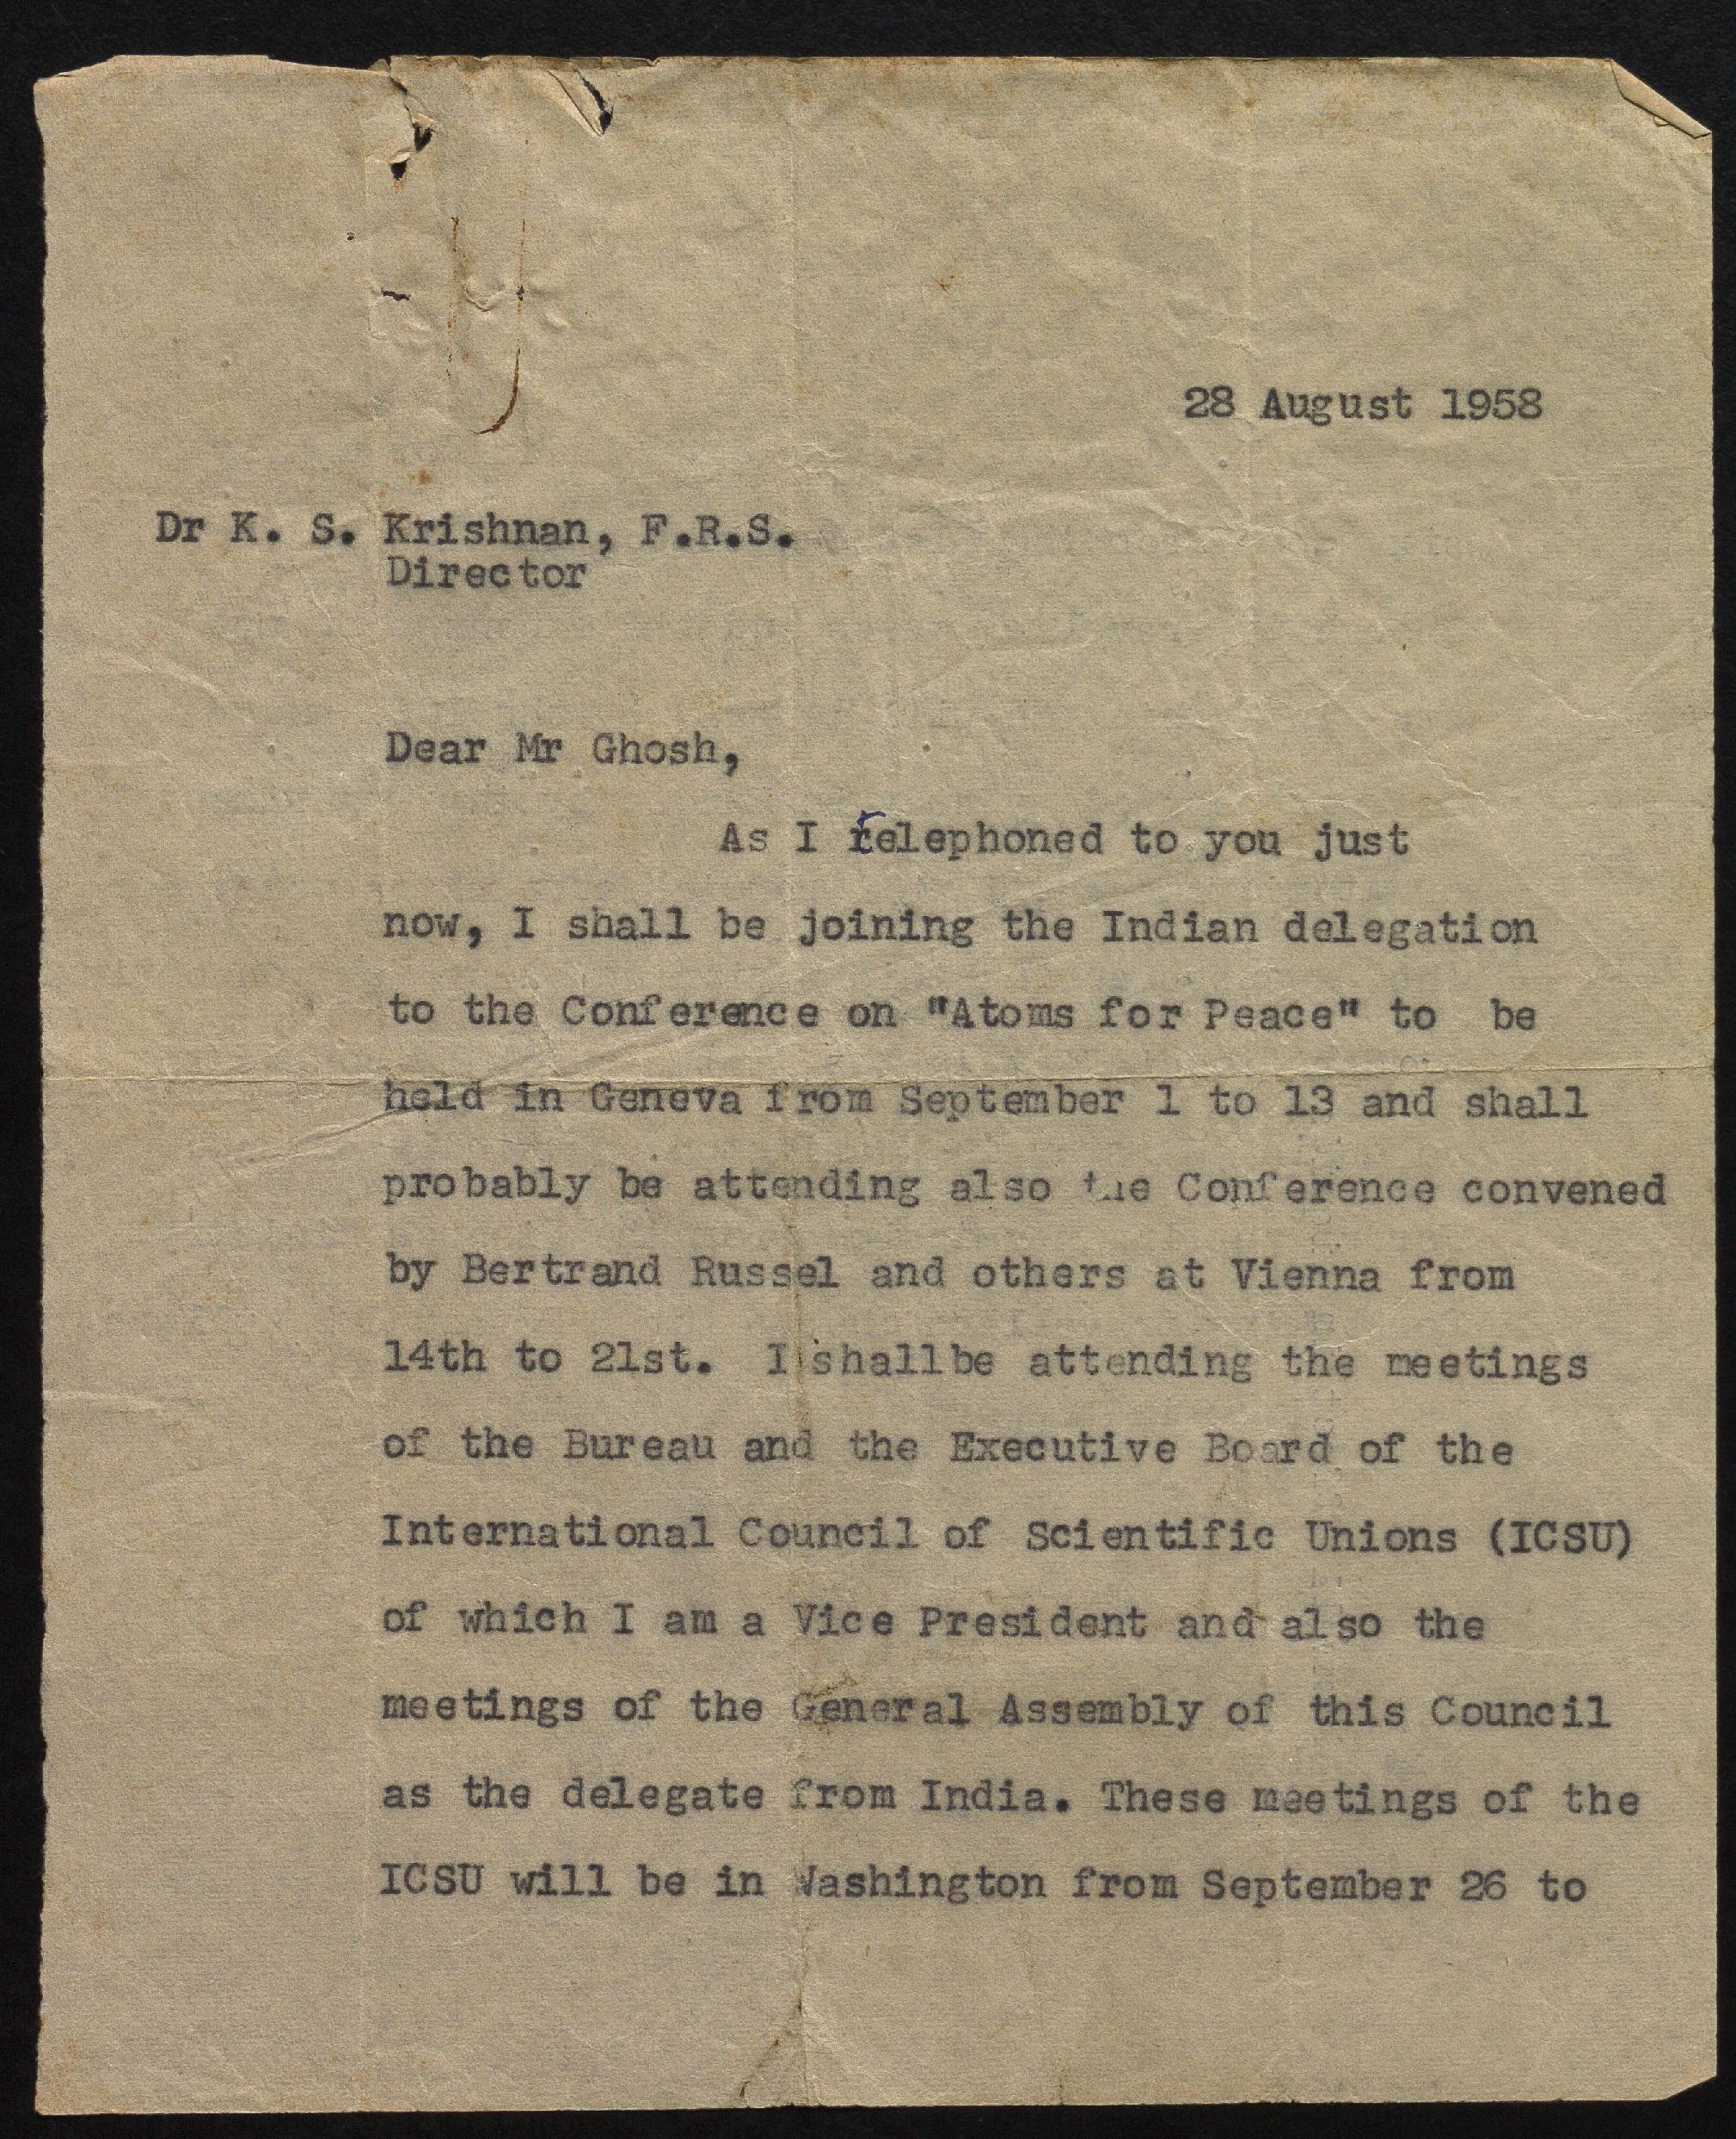 28 August 1958
Dr K. S. Krishnan, F.R.S.
Director
Dear Mr Ghosh,
As I telephoned to you just
now, I shall be joining the Indian delegation
to the Conference on "Atoms for Peace" to be
held in Geneva from September 1 to 13 and shall
probably be attending also the Conference convened
by Bertrand Russel and others at Vienna from
14th to 21st. I shallbe attending the meetings
of the Bureau and the Executive Board of the
International Council of Scientific Unions (ICSU)
of which I am a Vice President and also the
meetings of the General Assembly of this Council
as the delegate from India. These meetings of the
ICSU will be in Washington from September 26 to